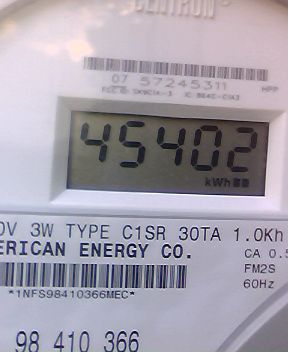 CENTRON
07 57245311
HPP
45402
kWh
V 3W TYPE C1SR 30TA 1.0Kh
ERICAN ENERGY CO.
CA 0.5
FM2S
*1NFS98410366MEC*
60Hz
98 410 366